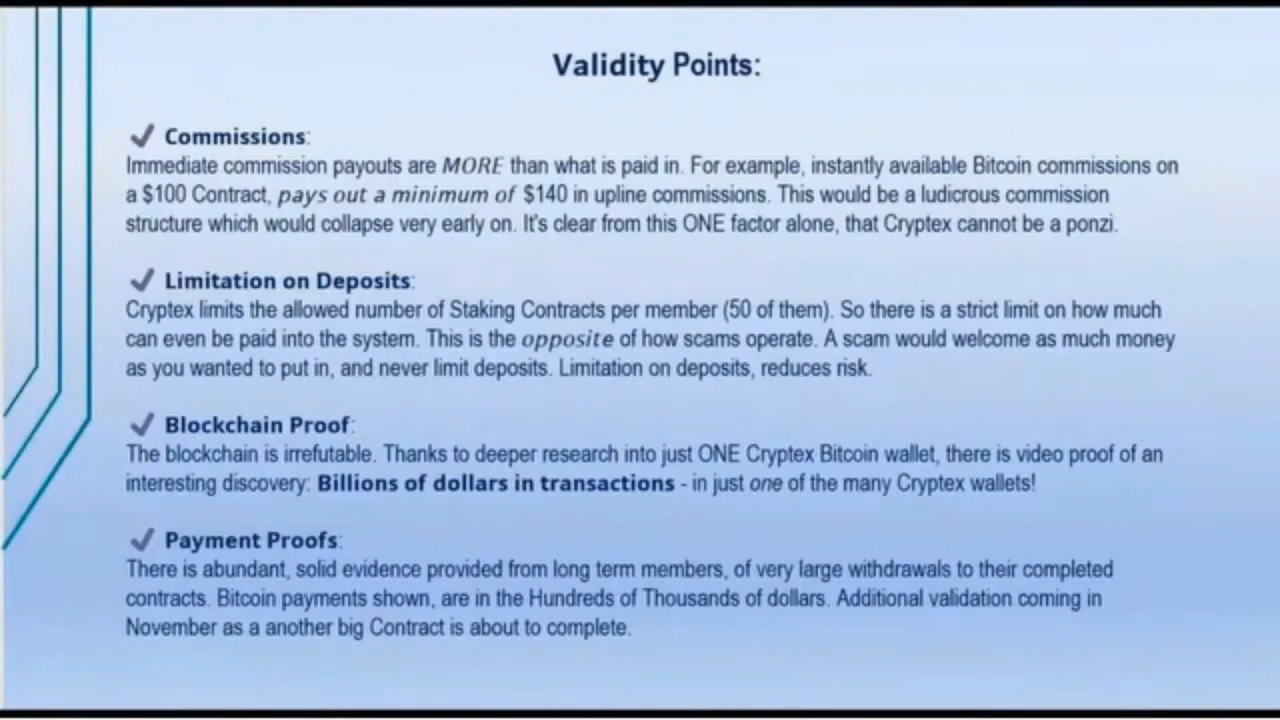 Validity Points:
✔ Commissions:
Immediate commission payouts are MORE than what is paid in. For example, instantly available Bitcoin commissions on
a $100 Contract, pays out a minimum of $140 in upline commissions. This would be a ludicrous commission
structure which would collapse very early on. It's clear from this ONE factor alone, that Cryptex cannot be a ponzi.
✔ Limitation on Deposits:
Cryptex limits the allowed number of Staking Contracts per member (50 of them). So there is a strict limit on how much
can even be paid into the system. This is the opposite of how scams operate. A scam would welcome as much money
as you wanted to put in, and never limit deposits. Limitation on deposits, reduces risk.
✔ Blockchain Proof:
The blockchain is irrefutable. Thanks to deeper research into just ONE Cryptex Bitcoin wallet, there is video proof of an
interesting discovery: Billions of dollars in transactions - in just one of the many Cryptex wallets!
✔ Payment Proofs:
There is abundant, solid evidence provided from long term members, of very large withdrawals to their completed
contracts. Bitcoin payments shown, are in the Hundreds of Thousands of dollars. Additional validation coming in
November as a another big Contract is about to complete.